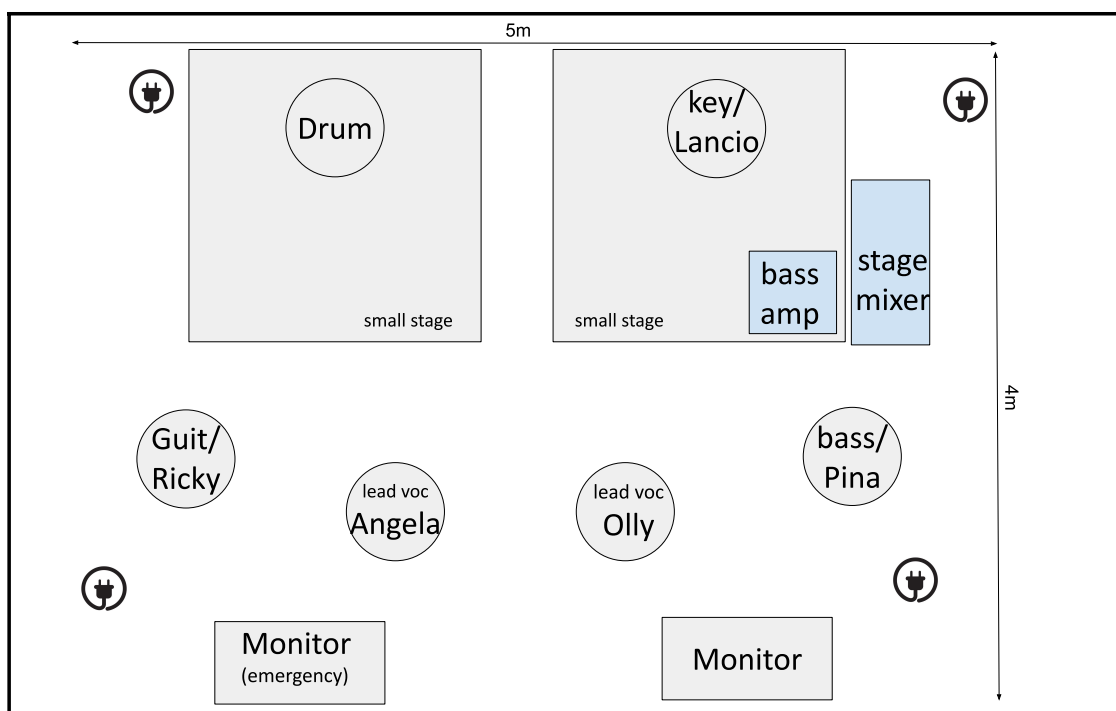 5m
Drum
key/
Lancio
bass
amp
stage
mixer
small stage
small stage
4m
Guit/
Ricky
lead voc
Angela
lead voc
Olly
bass/
Pina
Monitor
(emergency)
Monitor